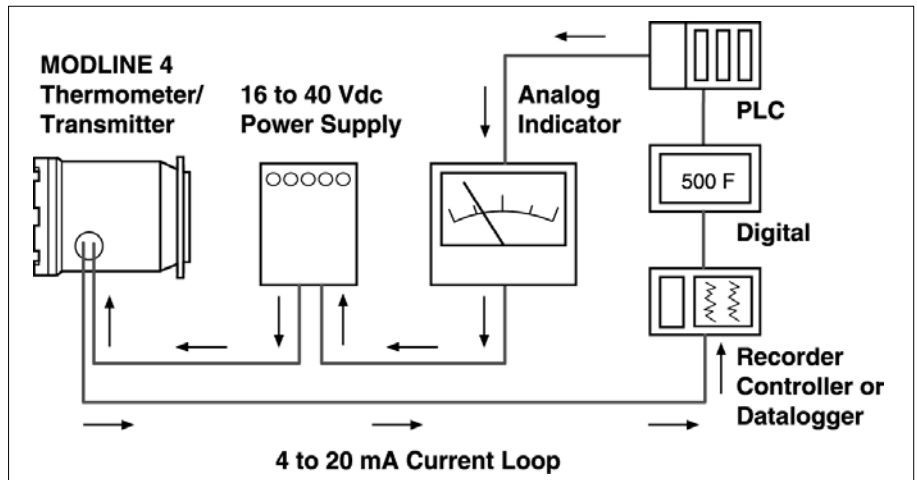 MODLINE 4
Thermometer/
Transmitter
16 to 40 Vdc
Power Supply
Analog
Indicator
PLC
500 F
Digital
Recorder
Controller or
Datalogger
4 to 20 mA Current Loop